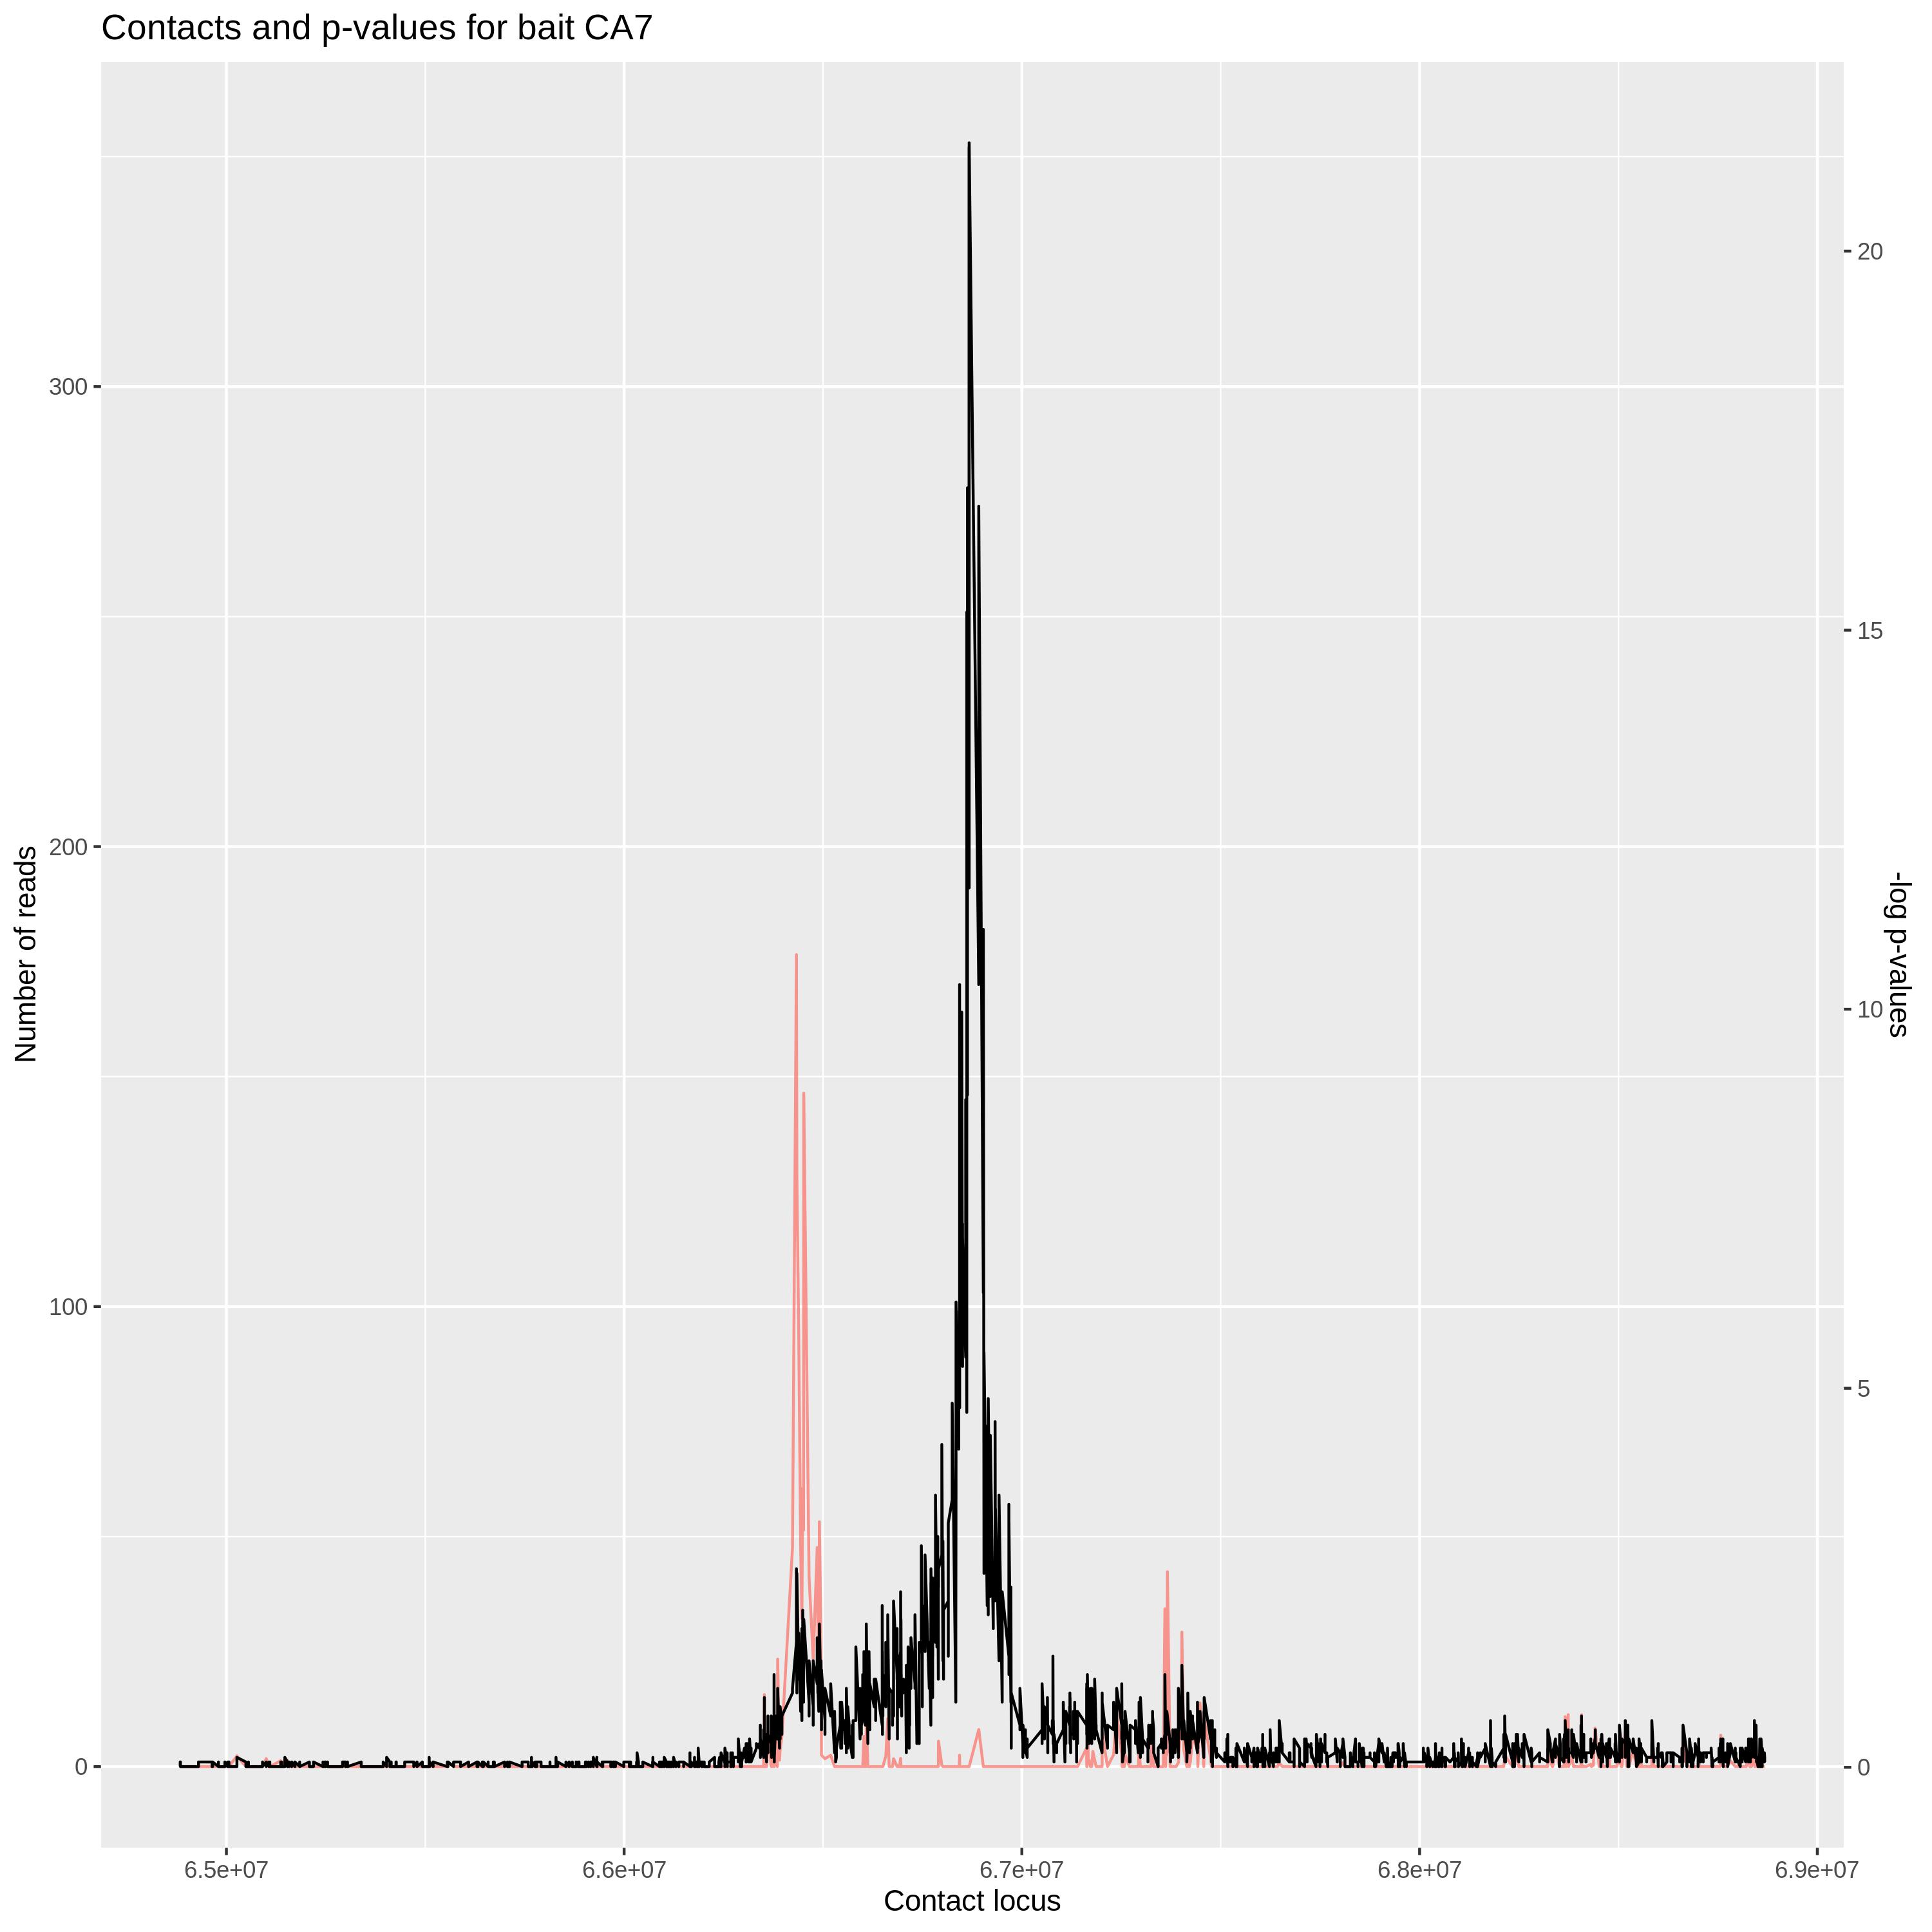 Contacts and p-values for bait CA7
300
200
100
0
Number of reads
20
15
10
5
0
-log p-values
6.5e+07
6.6e+07
6.7e+07
6.8e+07
6.9e+07
Contact locus